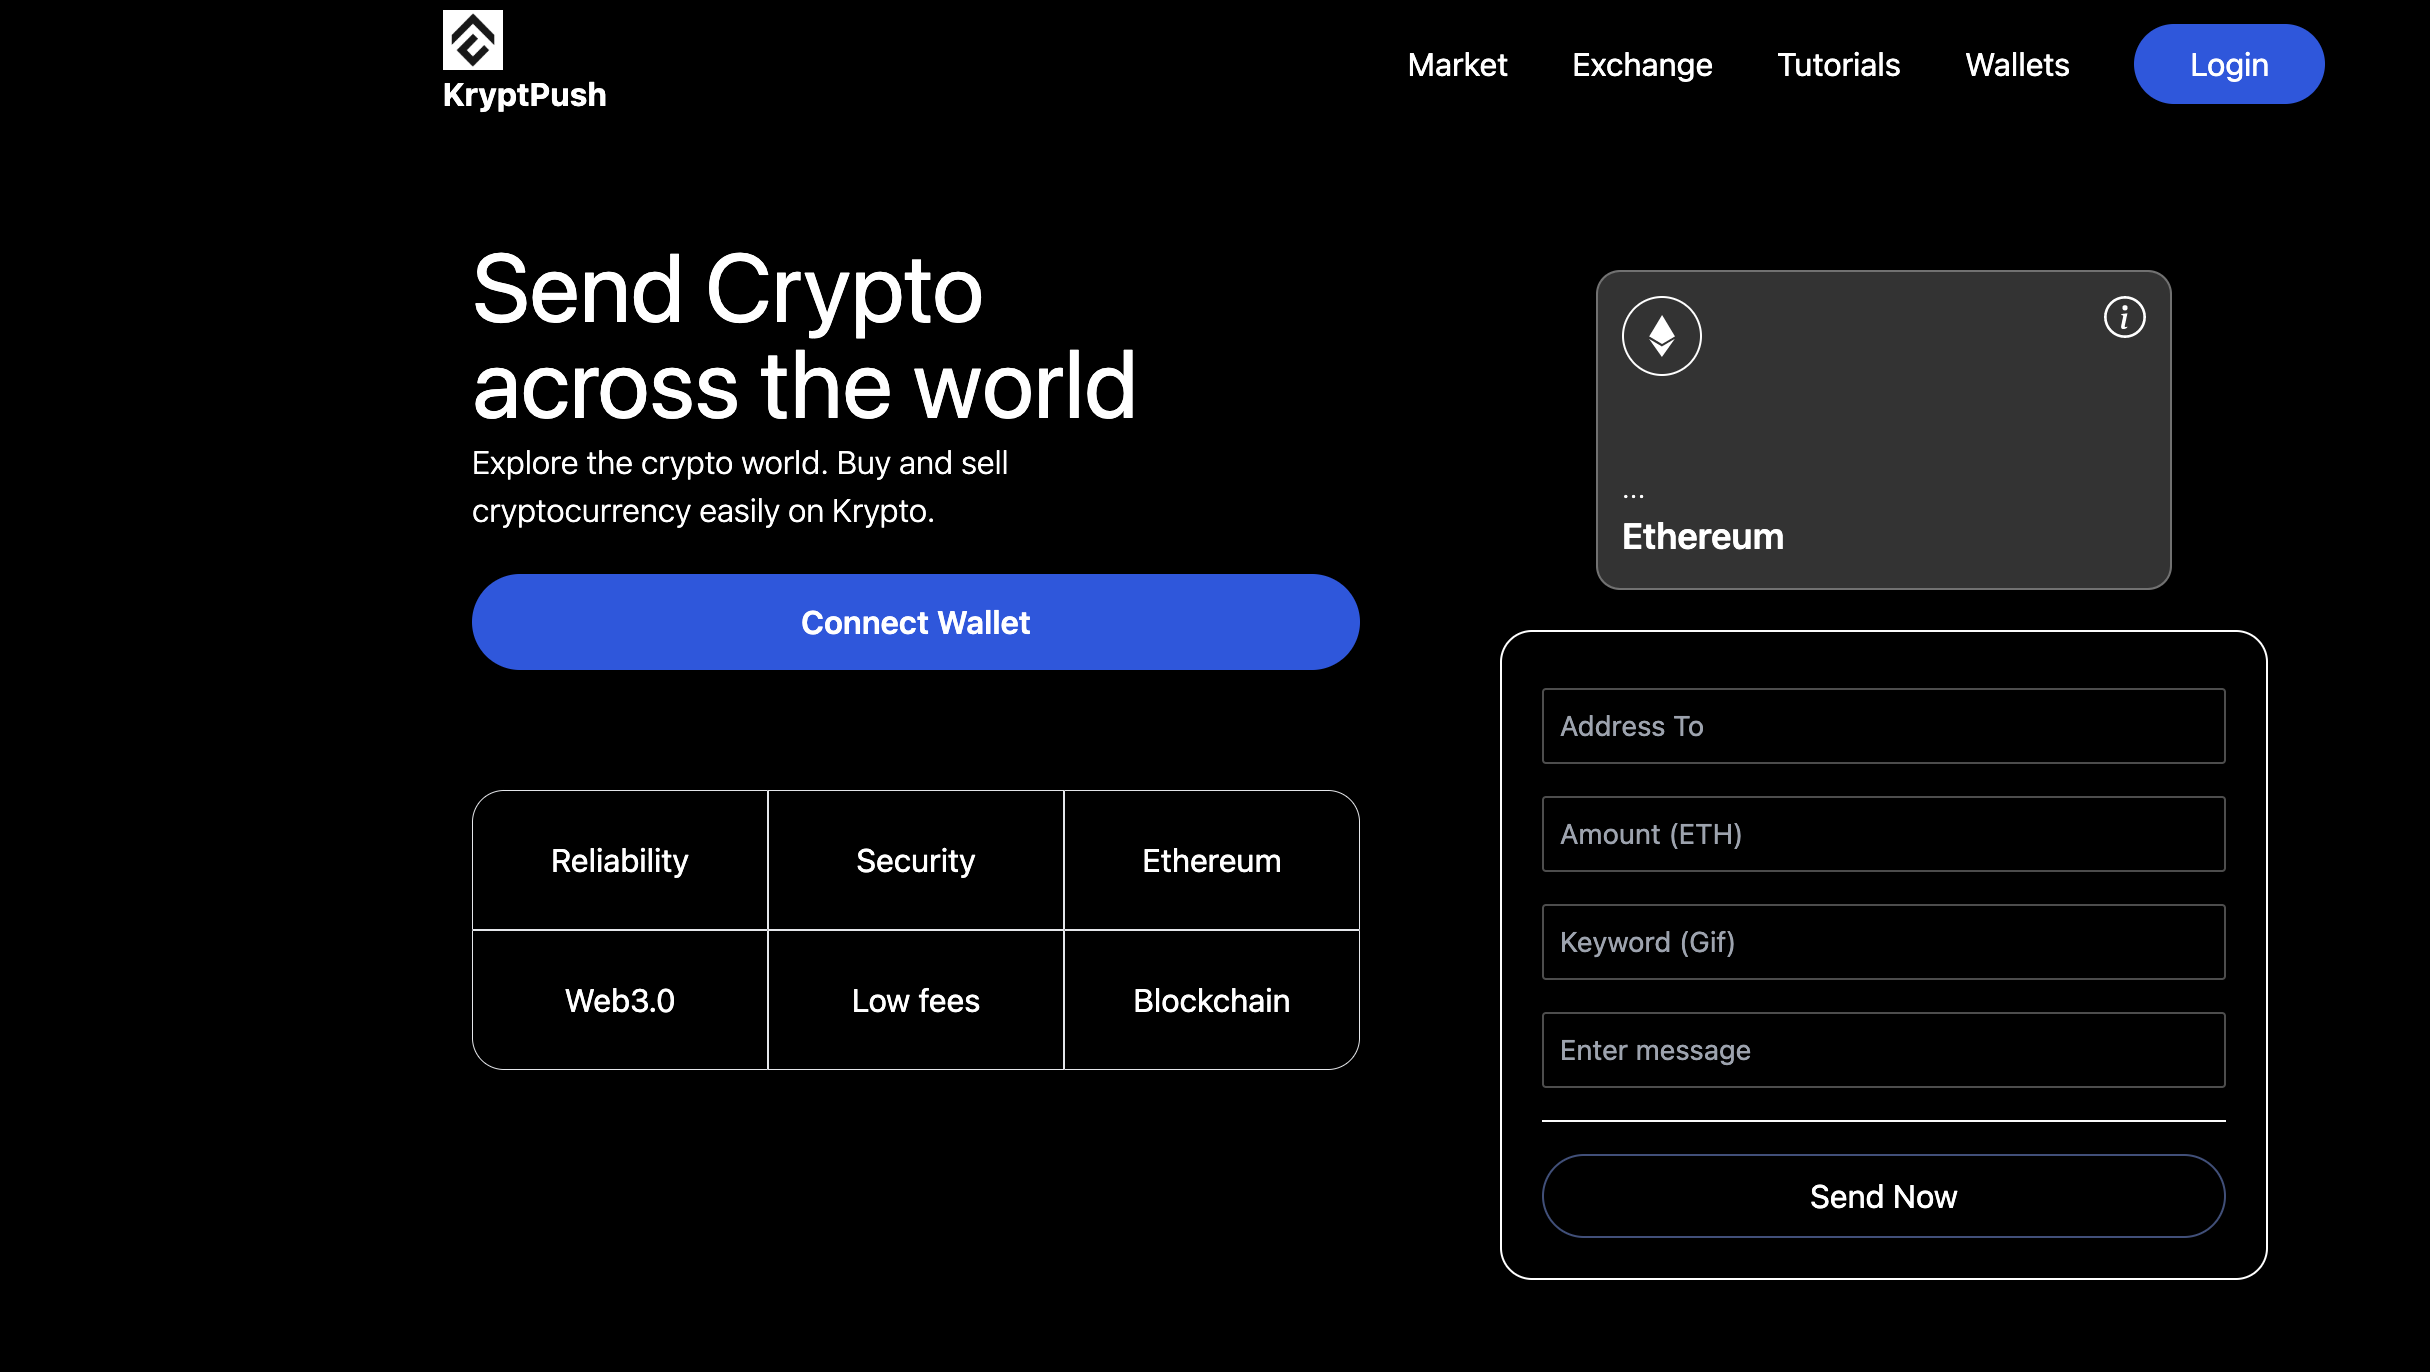 KryptPush
Market
Exchange
Tutorials
Wallets
Login
Send Crypto
across the world
Explore the crypto world. Buy and sell
cryptocurrency easily on Krypto.
Connect Wallet
Reliability
Security
Ethereum
Web3.0
Low fees
Blockchain
i
...
Ethereum
Address To
Amount (ETH)
Keyword (Gif)
Enter message
Send Now